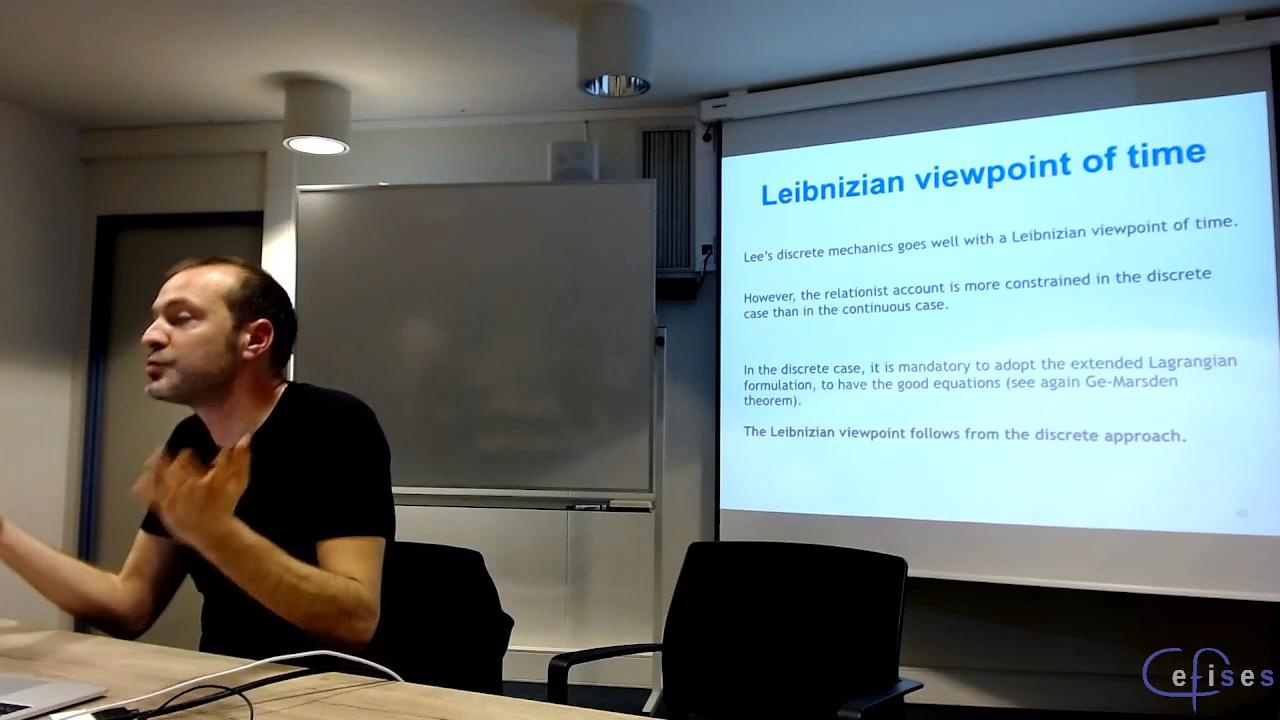 Leibnizian viewpoint of time
Lee's discrete mechanics goes well with a Leibnizian viewpoint of time.
However, the relationist account is more constrained in the discrete
case than in the continuous case.
In the discrete case, it is mandatory to adopt the extended Lagrangian
formulation, to have the good equations (see again Ge-Marsden
theorem).
The Leibnizian viewpoint follows from the discrete approach.
Cefises